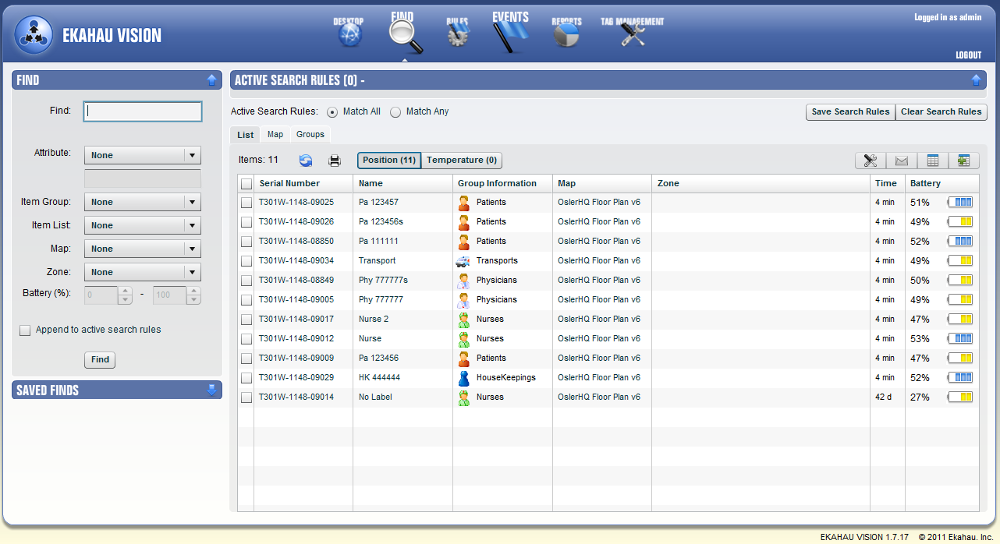 EKAHAU VISION
DESKTOP FIND RULES EVENTS REPORTS TAG MANAGEMENT
Logged in as admin
LOGOUT
FIND
Find:
Attribute: None
Item Group: None
Item List: None
Map: None
Zone: None
Battery (%): 0 - 100
Append to active search rules
Find
SAVED FINDS
ACTIVE SEARCH RULES (0) -
Active Search Rules: Match All Match Any
Save Search Rules Clear Search Rules
List Map Groups
Items: 11 Position (11) Temperature (0)
Serial Number Name Group Information Map Zone Time Battery
T301W-1148-09025 Pa 123457 Patients OslerHQ Floor Plan v6 4 min 51%
T301W-1148-09026 Pa 123456s Patients OslerHQ Floor Plan v6 4 min 49%
T301W-1148-08850 Pa 111111 Patients OslerHQ Floor Plan v6 4 min 52%
T301W-1148-09034 Transport Transports OslerHQ Floor Plan v6 4 min 49%
T301W-1148-08849 Phy 777777s Physicians OslerHQ Floor Plan v6 4 min 50%
T301W-1148-09005 Phy 777777 Physicians OslerHQ Floor Plan v6 4 min 49%
T301W-1148-09017 Nurse 2 Nurses OslerHQ Floor Plan v6 4 min 47%
T301W-1148-09012 Nurse Nurses OslerHQ Floor Plan v6 4 min 53%
T301W-1148-09009 Pa 123456 Patients OslerHQ Floor Plan v6 4 min 47%
T301W-1148-09029 HK 444444 HouseKeepings OslerHQ Floor Plan v6 4 min 52%
T301W-1148-09014 No Label Nurses OslerHQ Floor Plan v6 42 d 27%
EKAHAU VISION 1.7.17 © 2011 Ekahau. Inc.